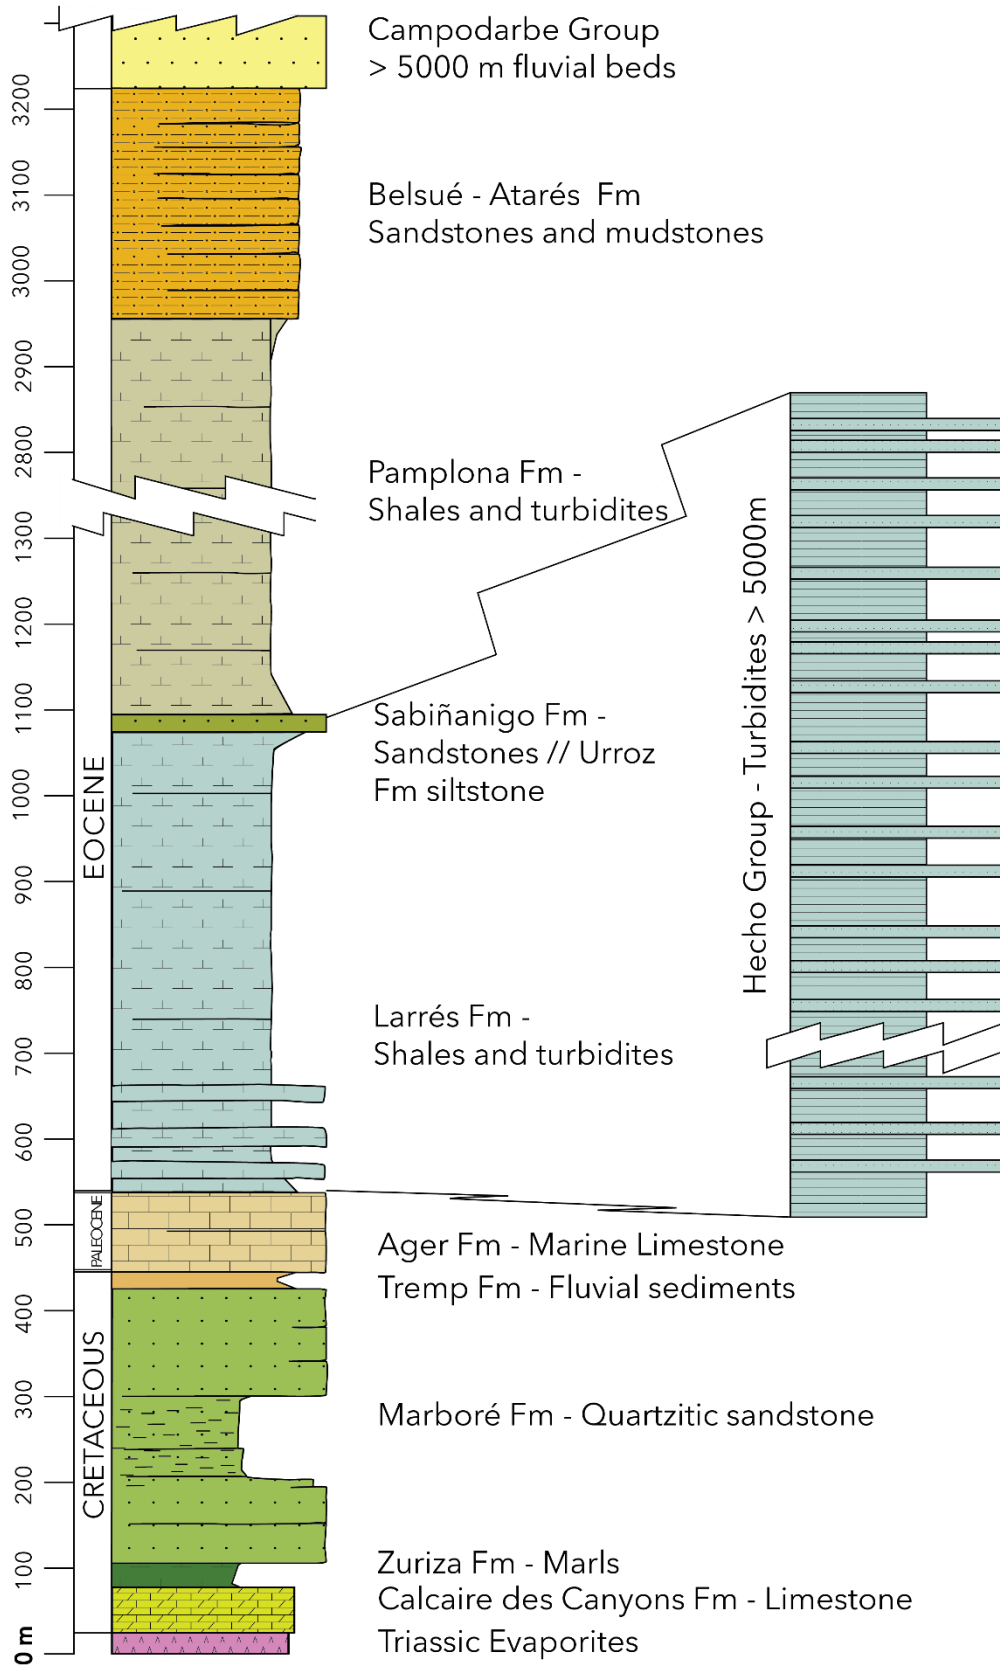 Campodarbe Group
> 5000 m fluvial beds
3200
3100
Belsué - Atarés Fm
Sandstones and mudstones
3000
2900
2800
Pamplona Fm -
Shales and turbidites
1300
1200
1100
Sabiñanigo Fm -
Sandstones // Urroz
Fm siltstone
1000
EOCENE
Hecho Group - Turbidites > 5000m
900
800
Larrés Fm -
Shales and turbidites
700
600
500
PALEOCENE
Ager Fm - Marine Limestone
Tremp Fm - Fluvial sediments
400
CRETACEOUS
300
Marboré Fm - Quartzitic sandstone
200
100
Zuriza Fm - Marls
Calcaire des Canyons Fm - Limestone
Triassic Evaporites
0 m